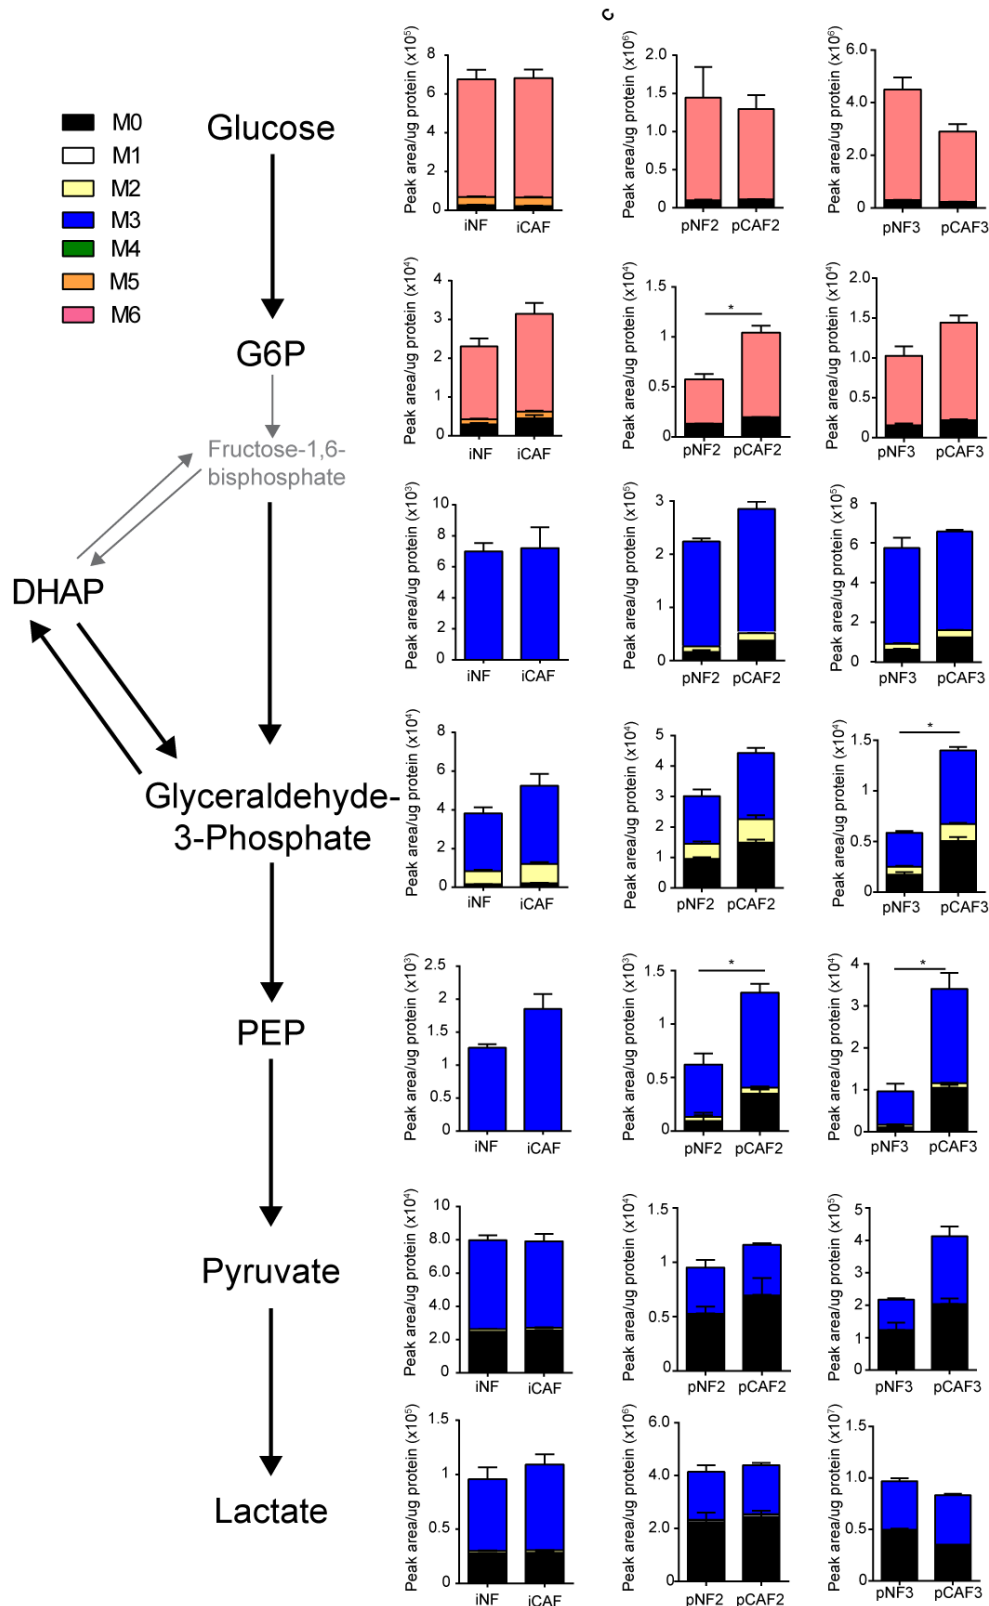 c
M0
M1
M2
M3
M4
M5
M6
Glucose
G6P
Fructose-1,6-
bisphosphate
DHAP
Glyceraldehyde-
3-Phosphate
PEP
Pyruvate
Lactate
Peak area/ug protein (x10⁵)
8
6
4
2
0
iNF
iCAF
Peak area/ug protein (x10⁶)
2.0
1.5
1.0
0.5
0
pNF2
pCAF2
Peak area/ug protein (x10⁶)
6.0
4.0
2.0
0
pNF3
pCAF3
Peak area/ug protein (x10⁴)
4
3
2
1
0
iNF
iCAF
Peak area/ug protein (x10⁴)
1.5
1
0.5
0
*
pNF2
pCAF2
Peak area/ug protein (x10⁴)
2.0
1.5
1.0
0.5
0
pNF3
pCAF3
Peak area/ug protein (x10³)
10
8
6
4
2
0
iNF
iCAF
Peak area/ug protein (x10⁵)
3
2
1
0
pNF2
pCAF2
Peak area/ug protein (x10⁵)
8
6
4
2
0
pNF3
pCAF3
Peak area/ug protein (x10⁴)
8
6
4
2
0
iNF
iCAF
Peak area/ug protein (x10⁴)
5
4
3
2
1
0
pNF2
pCAF2
Peak area/ug protein (x10⁴)
1.5
1
0.5
0
*
pNF3
pCAF3
Peak area/ug protein (x10³)
2.5
2
1.5
1
0.5
0
iNF
iCAF
Peak area/ug protein (x10³)
1.5
1
0.5
0
*
pNF2
pCAF2
Peak area/ug protein (x10⁴)
4
3
2
1
0
*
pNF3
pCAF3
Peak area/ug protein (x10⁴)
10
8.0
6.0
4.0
2.0
0
iNF
iCAF
Peak area/ug protein (x10⁴)
1.5
1
0.5
0
pNF2
pCAF2
Peak area/ug protein (x10⁵)
5
4
5
2
1
0
pNF3
pCAF3
Peak area/ug protein (x10⁵)
1.5
1
0.5
0
iNF
iCAF
Peak area/ug protein (x10⁶)
6.0
4.0
2.0
0
pNF2
pCAF2
Peak area/ug protein (x10⁷)
1.5
1.0
0.5
0
pNF3
pCAF3